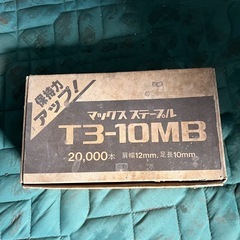 保持力
アップ!
マックス ステープル
T3-10MB
20,000本 肩幅12mm, 足長10mm